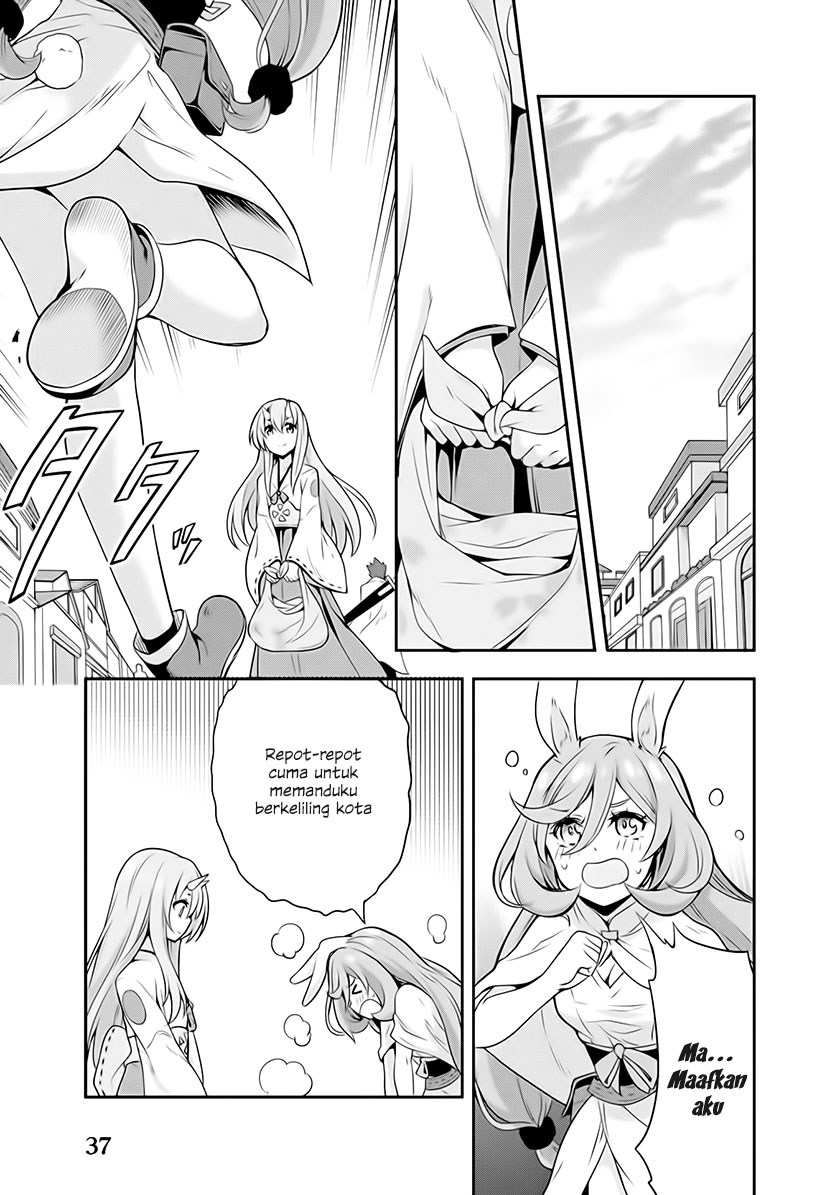 タ
タ
ッ
Ma...
Maafkan
aku
Repot-repot
cuma untuk
memanduku
berkeliling kota
37